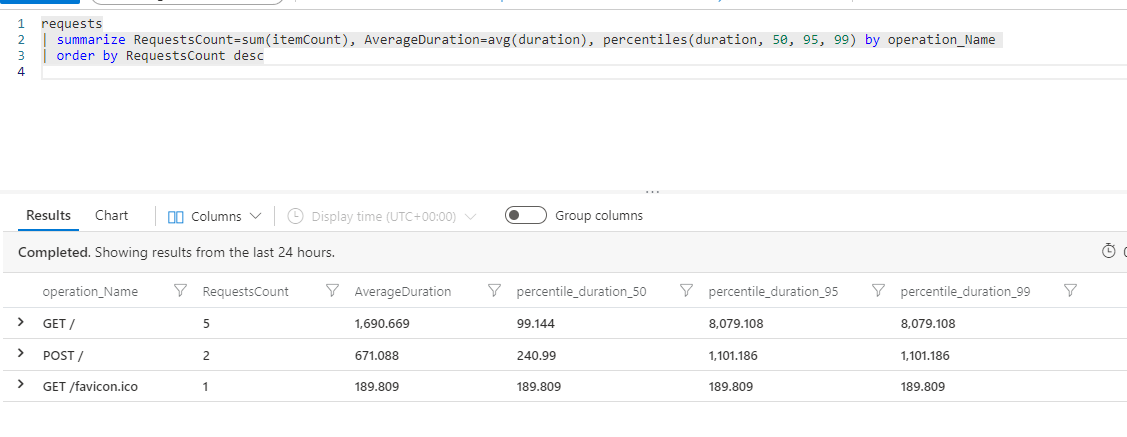 1 requests
2 | summarize RequestsCount=sum(itemCount), AverageDuration=avg(duration), percentiles(duration, 50, 95, 99) by operation_Name
3 | order by RequestsCount desc
4
Results Chart Columns Display time (UTC+00:00) Group columns
Completed. Showing results from the last 24 hours.
operation_Name RequestsCount AverageDuration percentile_duration_50 percentile_duration_95 percentile_duration_99
GET / 5 1,690.669 99.144 8,079.108 8,079.108
POST / 2 671.088 240.99 1,101.186 1,101.186
GET /favicon.ico 1 189.809 189.809 189.809 189.809